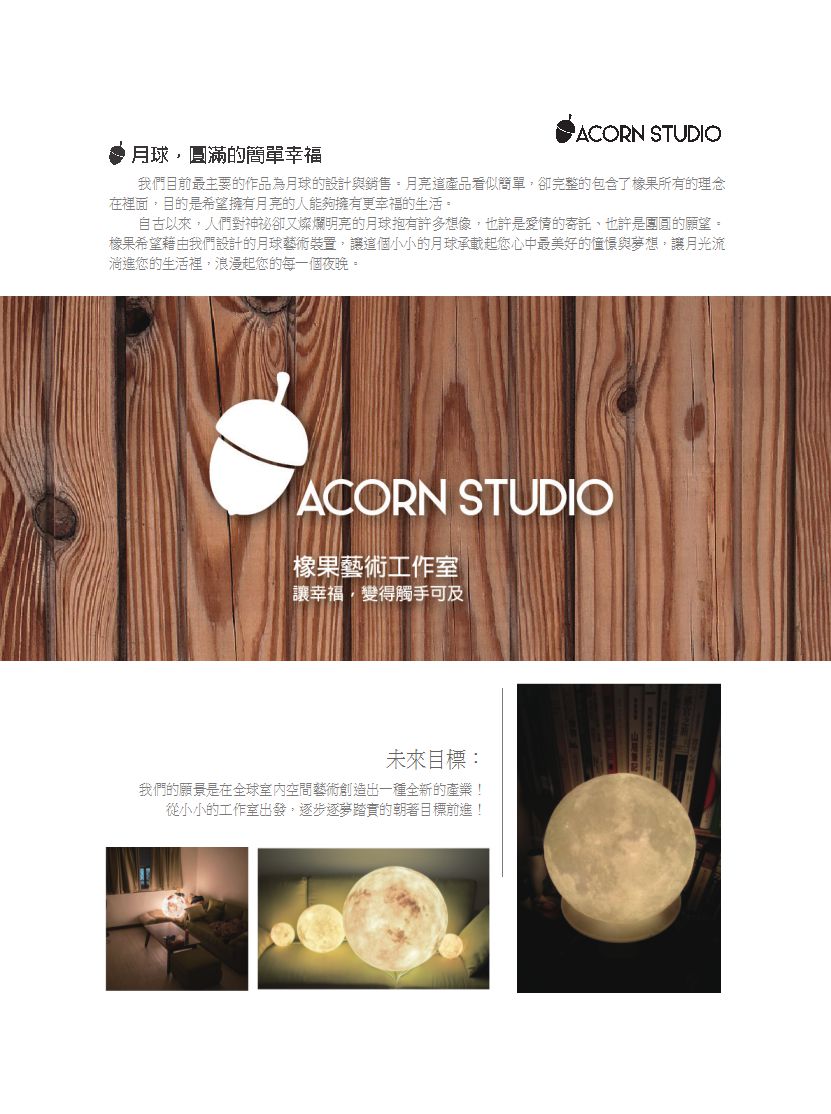 ACORN STUDIO
月球，圓滿的簡單幸福
我們目前最主要的作品為月球的設計與銷售。月亮這產品看似簡單，卻完整的包含了橡果所有的理念
在裡面，目的是希望擁有月亮的人能夠擁有更幸福的生活。
自古以來，人們對神祕卻又燦爛明亮的月球抱有許多想像，也許是愛情的寄託、也許是團圓的願望。
橡果希望藉由我們設計的月球藝術裝置，讓這個小小的月球承載起您心中最美好的憧憬與夢想，讓月光流
淌進您的生活裡，浪漫起您的每一個夜晚。
ACORN STUDIO
橡果藝術工作室
讓幸福，變得觸手可及
未來目標：
我們的願景是在全球室內空間藝術創造出一種全新的產業！
從小小的工作室出發，逐步逐夢踏實的朝著目標前進！
山居筆記